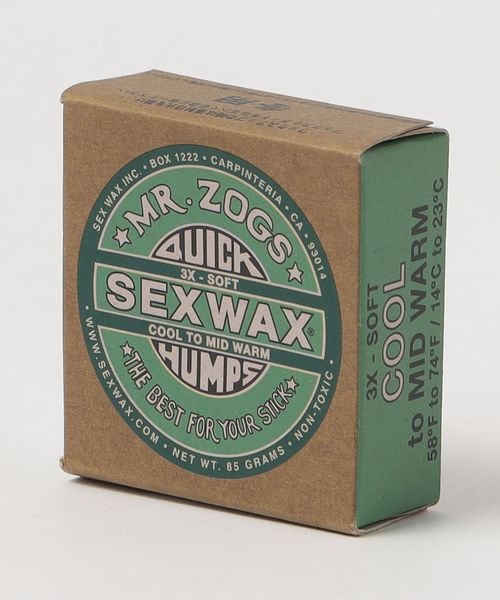 SEX WAX INC. • BOX 1222 • CARPINTERIA • CA • 93014
MR. ZOGS
QUICK
3X - SOFT
SEXWAX®
COOL TO MID WARM
HUMPS
THE BEST FOR YOUR STICK
• WWW.SEXWAX.COM • NET WT. 85 GRAMS • NON-TOXIC •
3X - SOFT
COOL
to MID WARM
58°F to 74°F / 14°C to 23°C
冬用